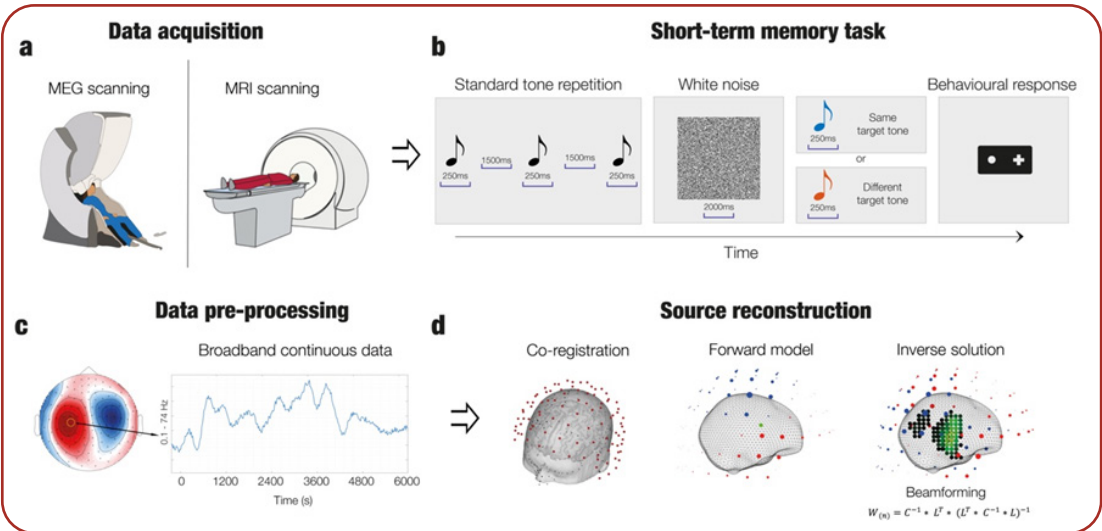 a
Data acquisition
MEG scanning
MRI scanning
b
Short-term memory task
Standard tone repetition
White noise
Behavioural response
250ms
1500ms
250ms
1500ms
250ms
2000ms
250ms
Same
target tone
or
250ms
Different
target tone
Time
c
Data pre-processing
Broadband continuous data
0.1 - 74 Hz
0 1200 2400 3600 4800 6000
Time (s)
d
Source reconstruction
Co-registration
Forward model
Inverse solution
Beamforming
W(n) = C⁻¹ * Lᵀ * (Lᵀ * C⁻¹ * L)⁻¹